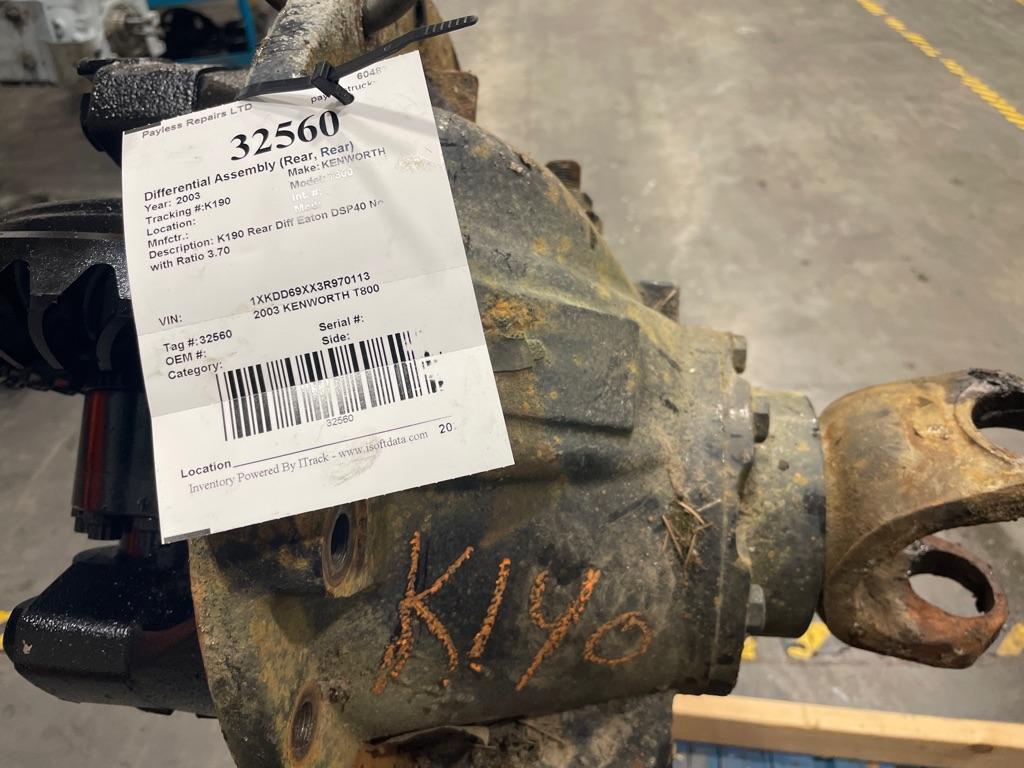 Payless Repairs LTD
32560
Differential Assembly (Rear, Rear)
Year: 2003 Make: KENWORTH
Tracking #:K190
Location:
Mnfctr.:
Description: K190 Rear Diff Eaton DSP40 No
with Ratio 3.70
VIN: 1XKDD69XX3R970113
2003 KENWORTH T800
Tag #:32560 Serial #:
OEM #: Side:
Category:
32560
Location 20
Inventory Powered By ITrack - www.isoftdata.com
K190